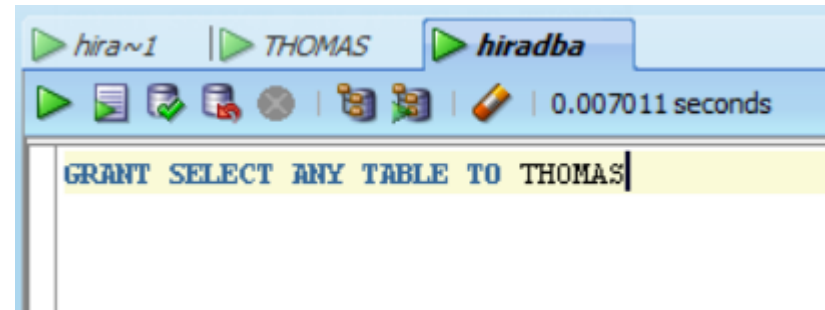 hira~1 THOMAS hiradba
0.007011 seconds
GRANT SELECT ANY TABLE TO THOMAS